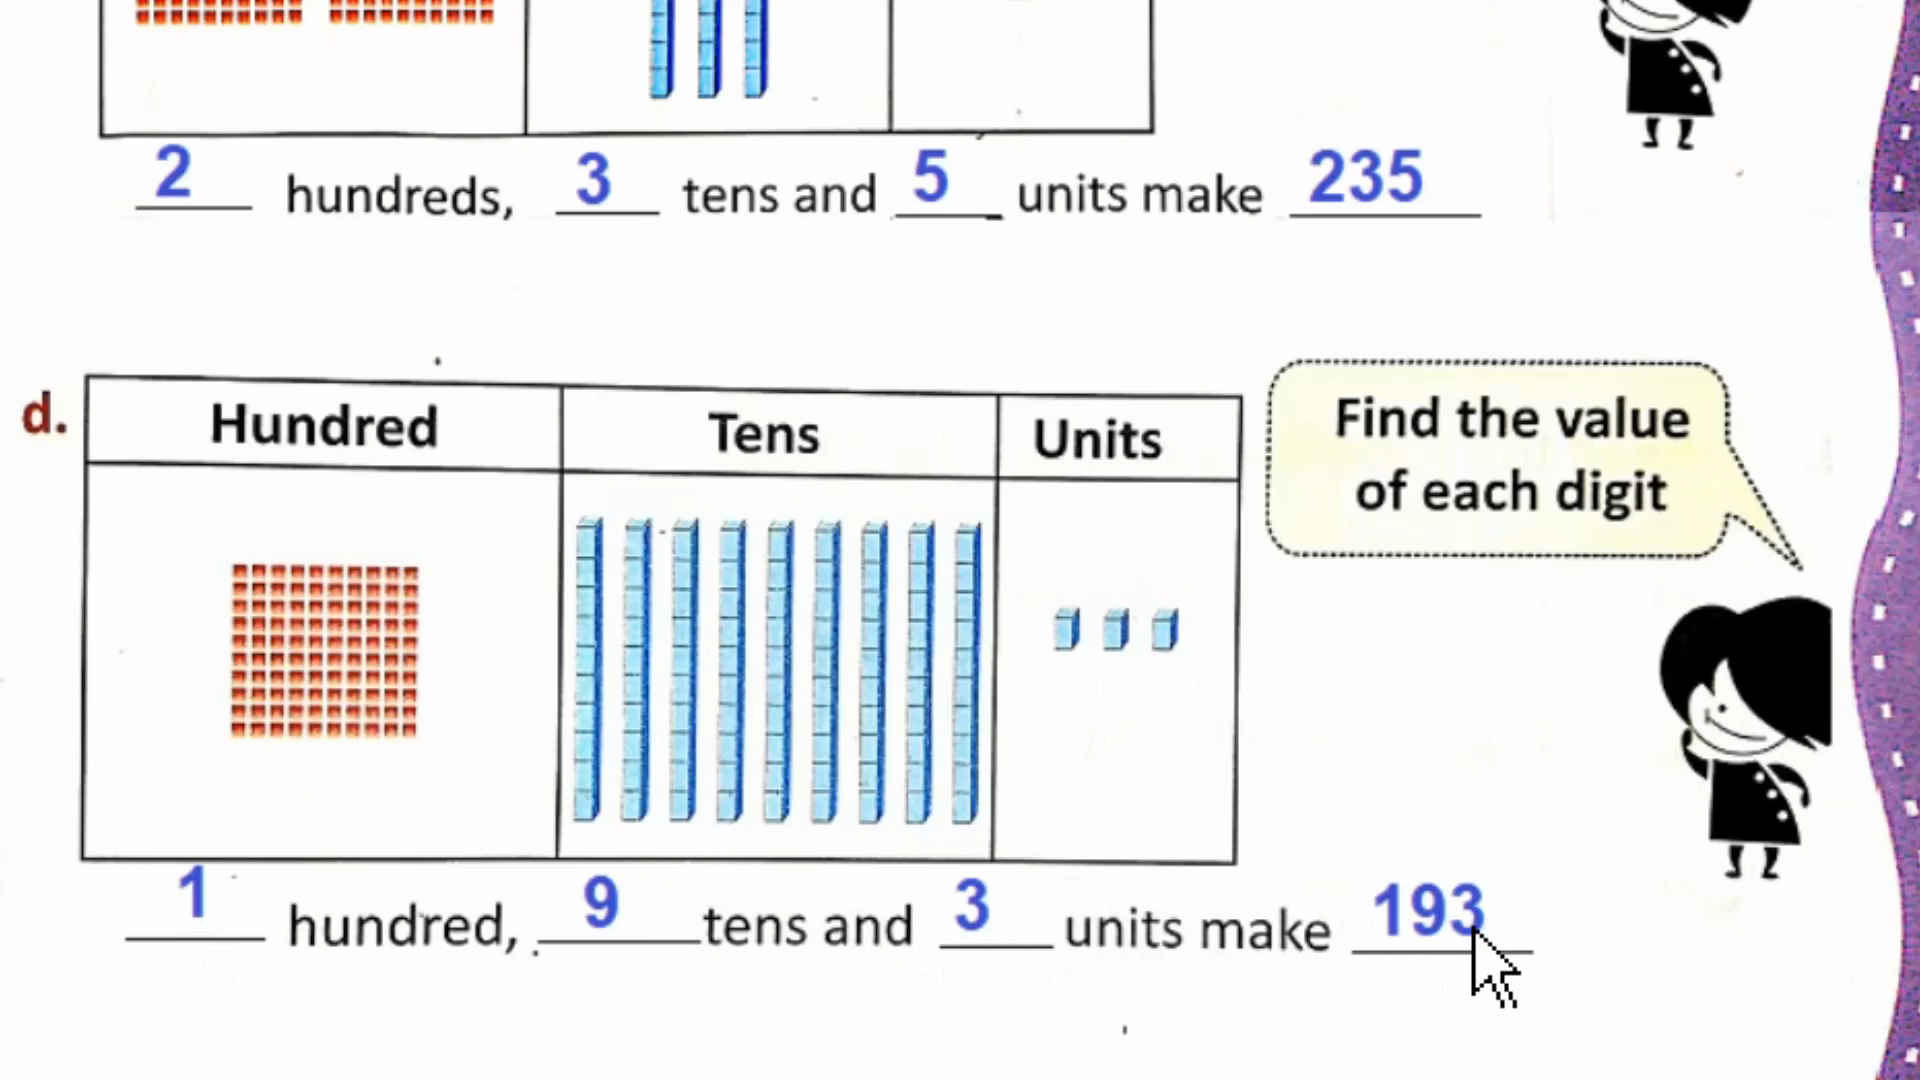 2 hundreds, 3 tens and 5 units make 235
d.
Hundred Tens Units
Find the value
of each digit
1 hundred, 9 tens and 3 units make 193